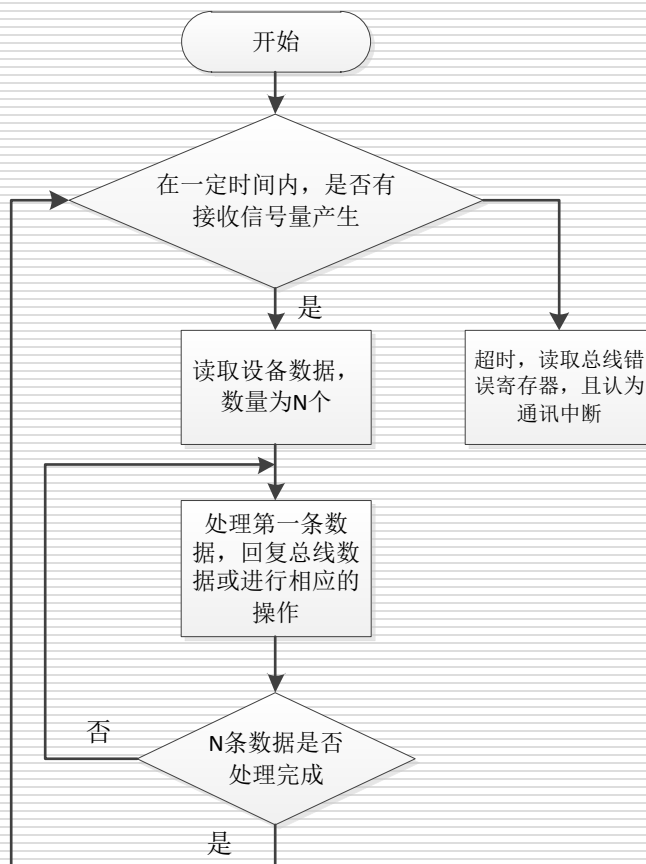 开始
在一定时间内，是否有
接收信号量产生
是
读取设备数据，
数量为N个
超时，读取总线错
误寄存器，且认为
通讯中断
处理第一条数
据，回复总线数
据或进行相应的
操作
否
N条数据是否
处理完成
是